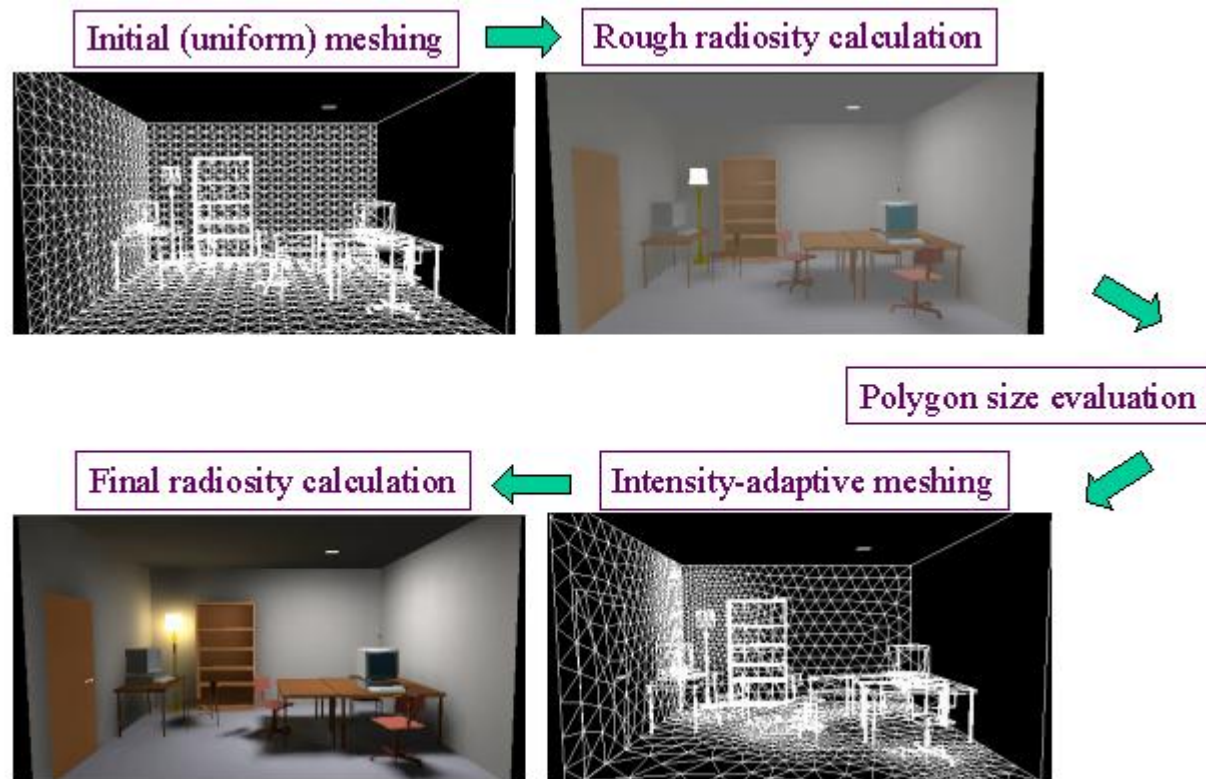 Initial (uniform) meshing
Rough radiosity calculation
Polygon size evaluation
Intensity-adaptive meshing
Final radiosity calculation